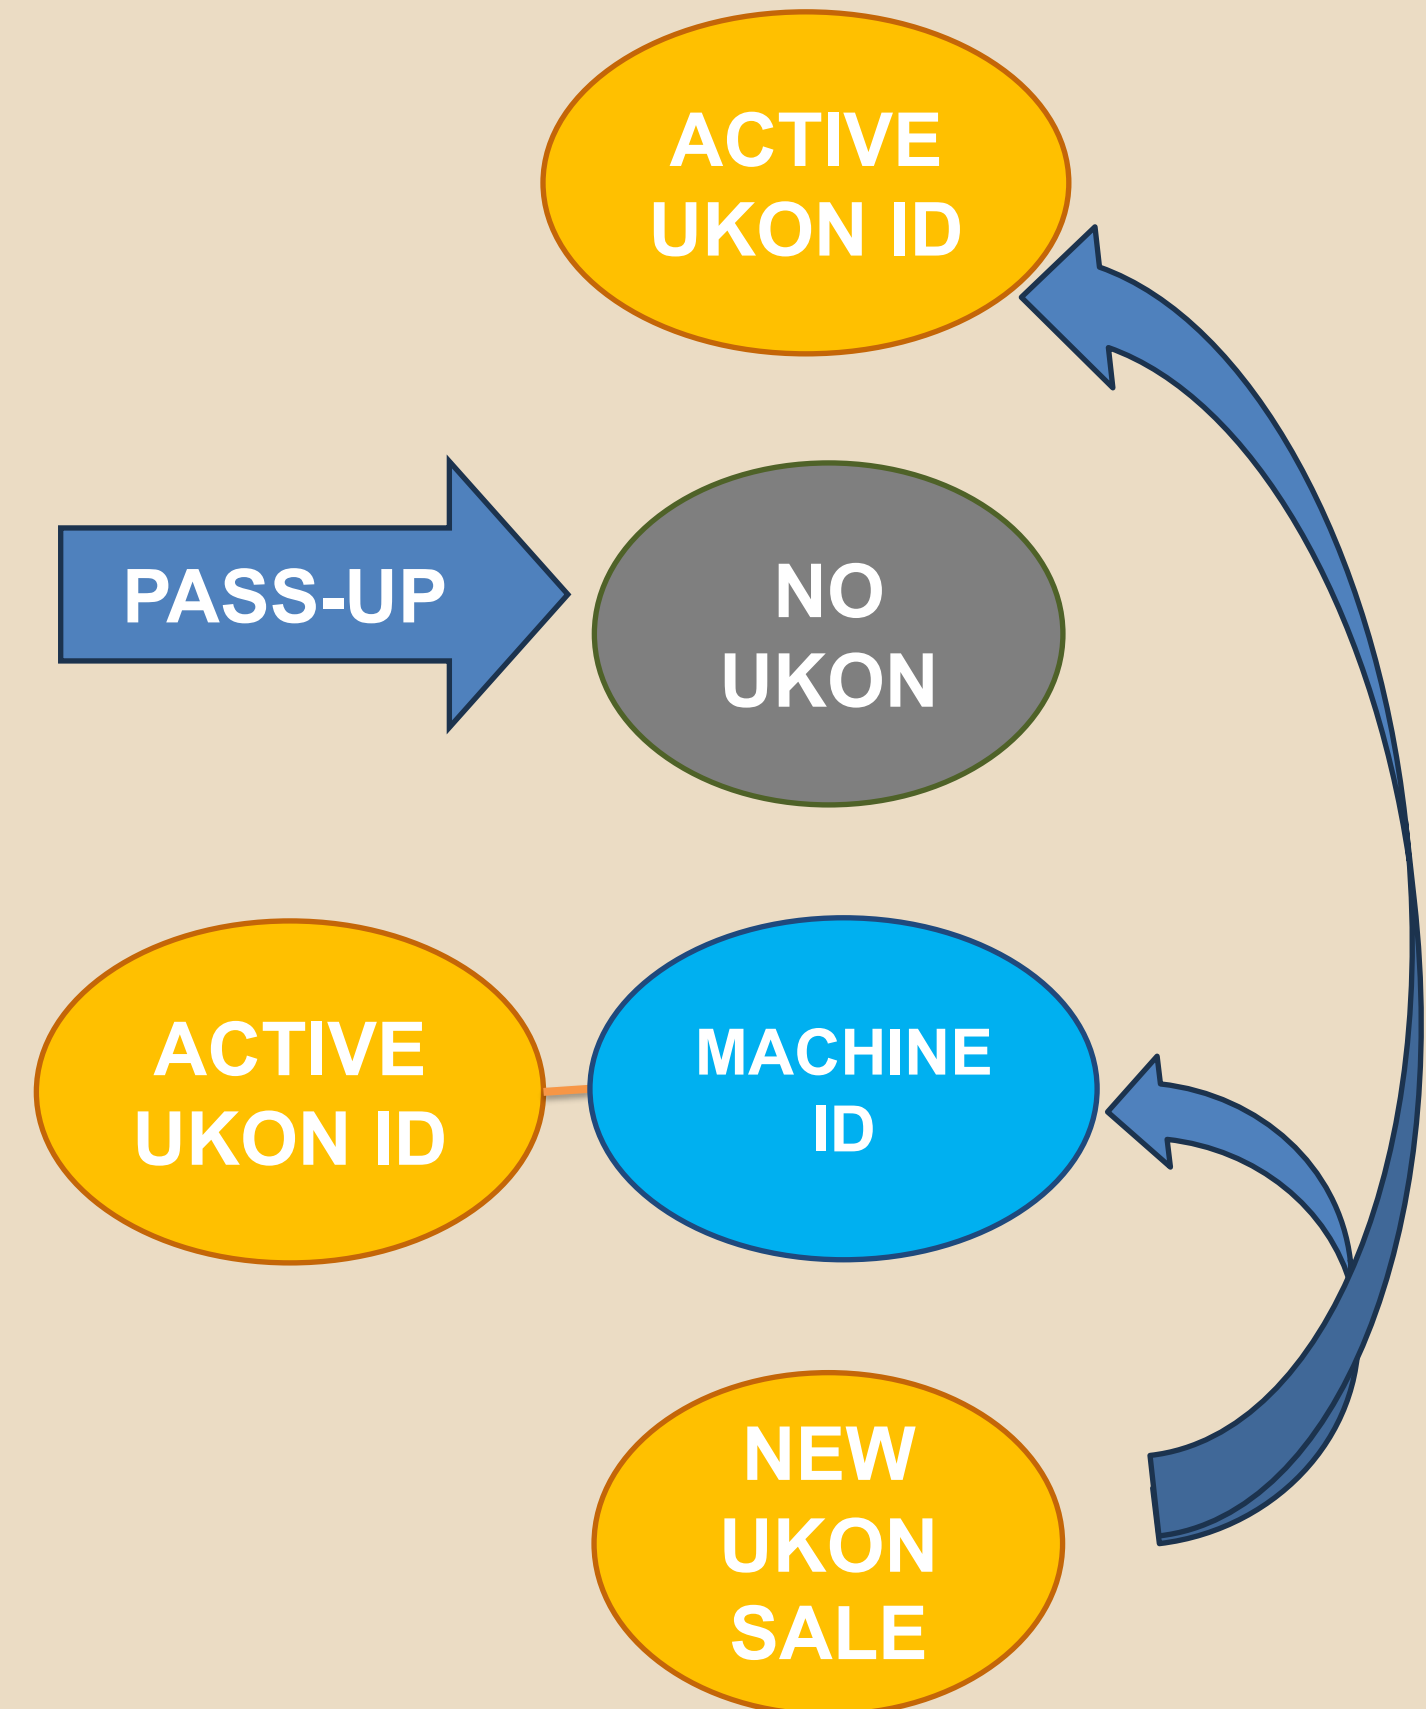 ACTIVE
UKON ID
PASS-UP
NO
UKON
ACTIVE
UKON ID
MACHINE
ID
NEW
UKON
SALE